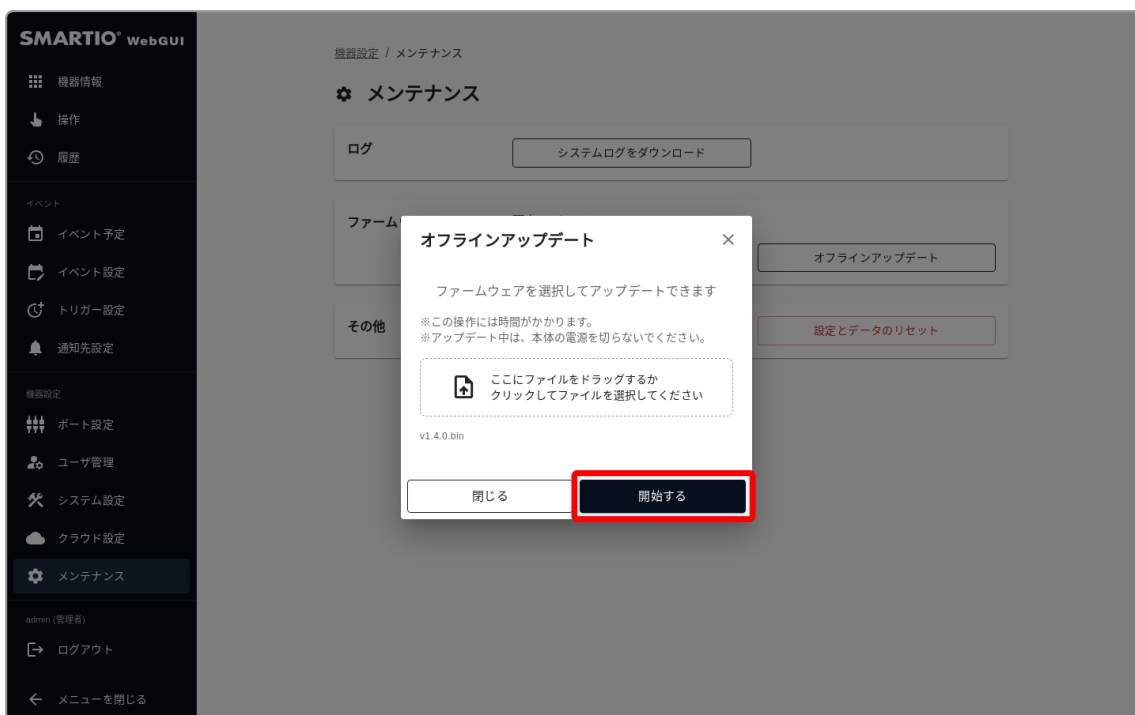 SMARTIO® WebGUI
機器情報
操作
履歴
イベント
イベント予定
イベント設定
トリガー設定
通知先設定
機器設定
ポート設定
ユーザ管理
システム設定
クラウド設定
メンテナンス
admin (管理者)
ログアウト
メニューを閉じる
機器設定 / メンテナンス
メンテナンス
ログ
システムログをダウンロード
ファーム
オフラインアップデート
その他
設定とデータのリセット
オフラインアップデート
ファームウェアを選択してアップデートできます
※この操作には時間がかかります。
※アップデート中は、本体の電源を切らないでください。
ここにファイルをドラッグするか
クリックしてファイルを選択してください
v1.4.0.bin
閉じる
開始する